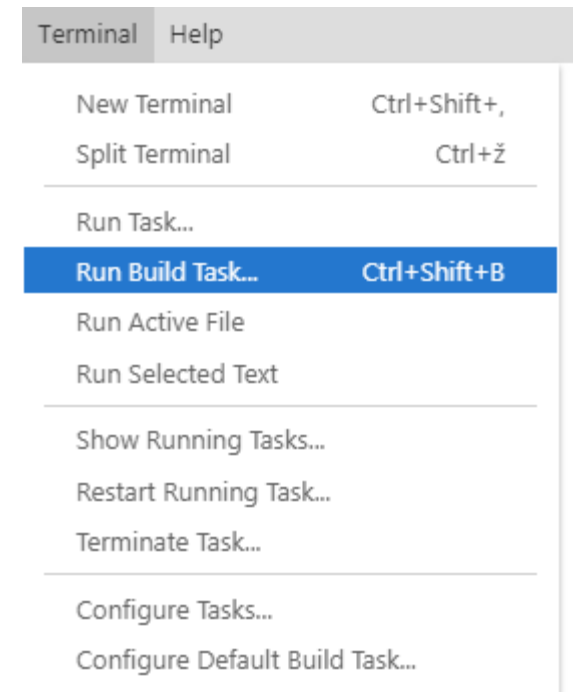 Terminal Help
New Terminal Ctrl+Shift+,
Split Terminal Ctrl+ž
Run Task...
Run Build Task... Ctrl+Shift+B
Run Active File
Run Selected Text
Show Running Tasks...
Restart Running Task...
Terminate Task...
Configure Tasks...
Configure Default Build Task...